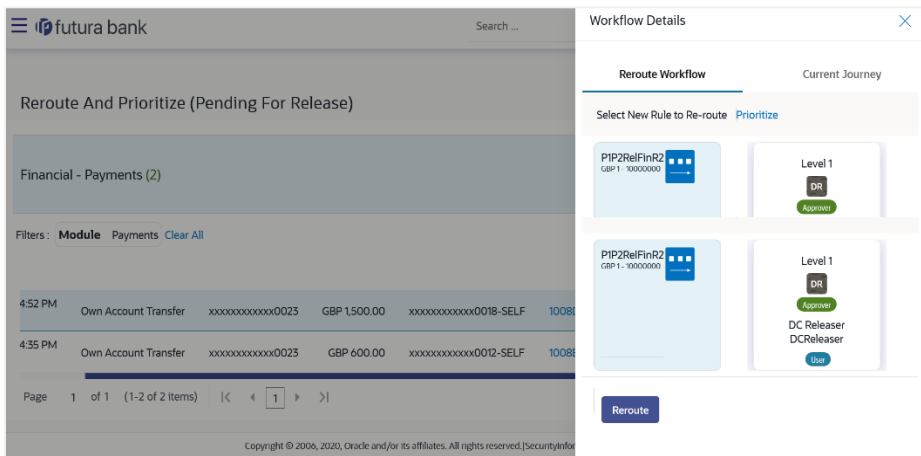 futura bank
Search ...
Reroute And Prioritize (Pending For Release)
Financial - Payments (2)
Filters : Module Payments Clear All
4:52 PM Own Account Transfer xxxxxxxxxxxx0023 GBP 1,500.00 xxxxxxxxxxxx0018-SELF
4:35 PM Own Account Transfer xxxxxxxxxxxx0023 GBP 600.00 xxxxxxxxxxxx0012-SELF
Page 1 of 1 (1-2 of 2 items) 1
Copyright © 2006, 2020, Oracle and/or its affiliates. All rights reserved.|SecurityInfor
Workflow Details
Reroute Workflow Current Journey
Select New Rule to Re-route Prioritize
P1P2RelFinR2
GBP 1 - 10000000
Level 1
DR
Approver
P1P2RelFinR2
GBP 1 - 10000000
Level 1
DR
Approver
DC Releaser
DCReleaser
User
Reroute